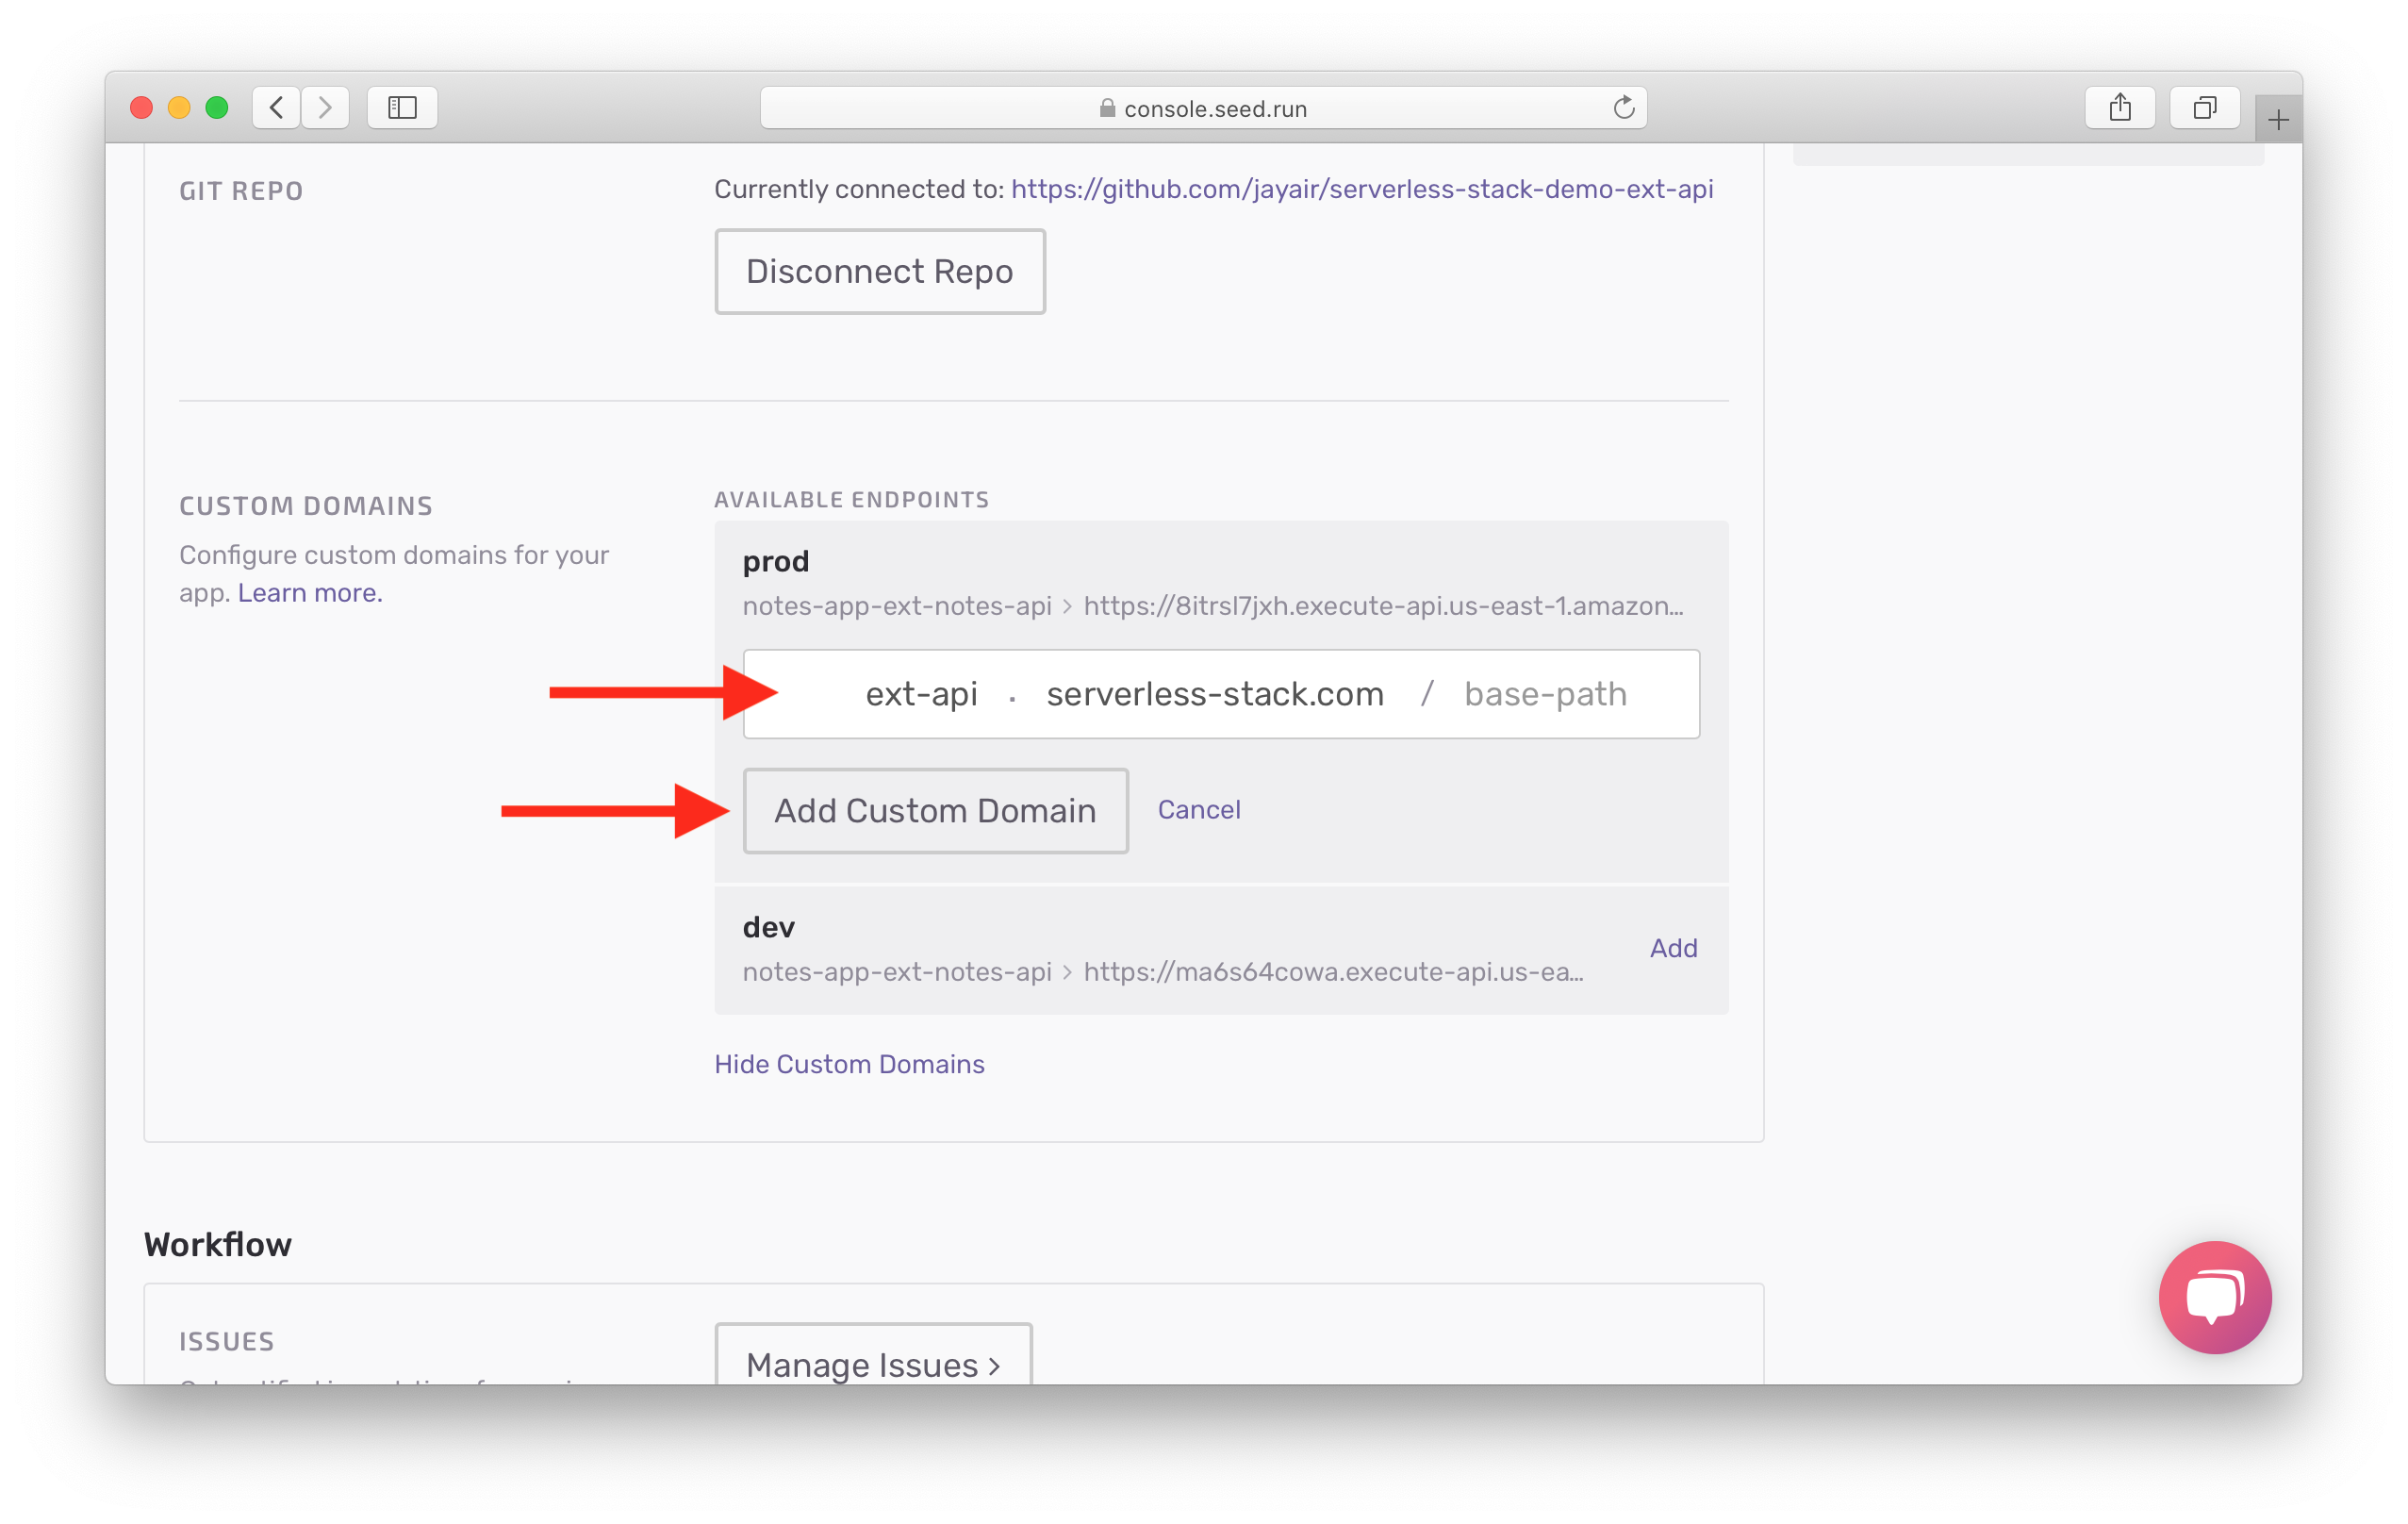 console.seed.run
GIT REPO
Currently connected to: https://github.com/jayair/serverless-stack-demo-ext-api
Disconnect Repo
CUSTOM DOMAINS
Configure custom domains for your
app. Learn more.
AVAILABLE ENDPOINTS
prod
notes-app-ext-notes-api > https://8itrsl7jxh.execute-api.us-east-1.amazon...
ext-api . serverless-stack.com / base-path
Add Custom Domain Cancel
dev
notes-app-ext-notes-api > https://ma6s64cowa.execute-api.us-ea...
Add
Hide Custom Domains
Workflow
ISSUES
Manage Issues >